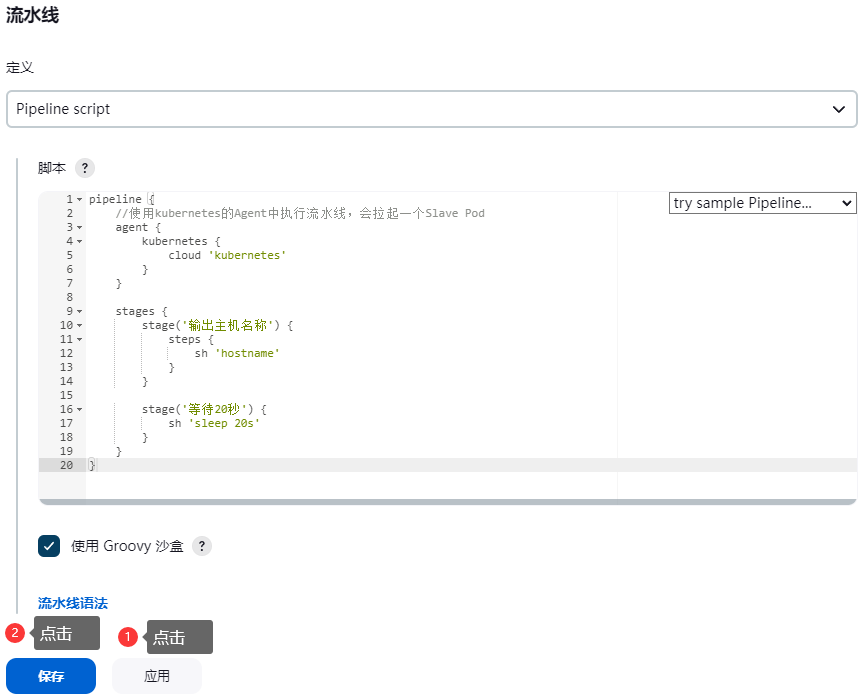 流水线
定义
Pipeline script
脚本 ?
try sample Pipeline...
1 pipeline {
2     //使用kubernetes的Agent中执行流水线，会拉起一个Slave Pod
3     agent {
4         kubernetes {
5             cloud 'kubernetes'
6         }
7     }
8
9     stages {
10         stage('输出主机名称') {
11             steps {
12                 sh 'hostname'
13             }
14         }
15
16         stage('等待20秒') {
17             sh 'sleep 20s'
18         }
19     }
20 }
使用 Groovy 沙盒 ?
流水线语法
2 点击 1 点击
保存 应用